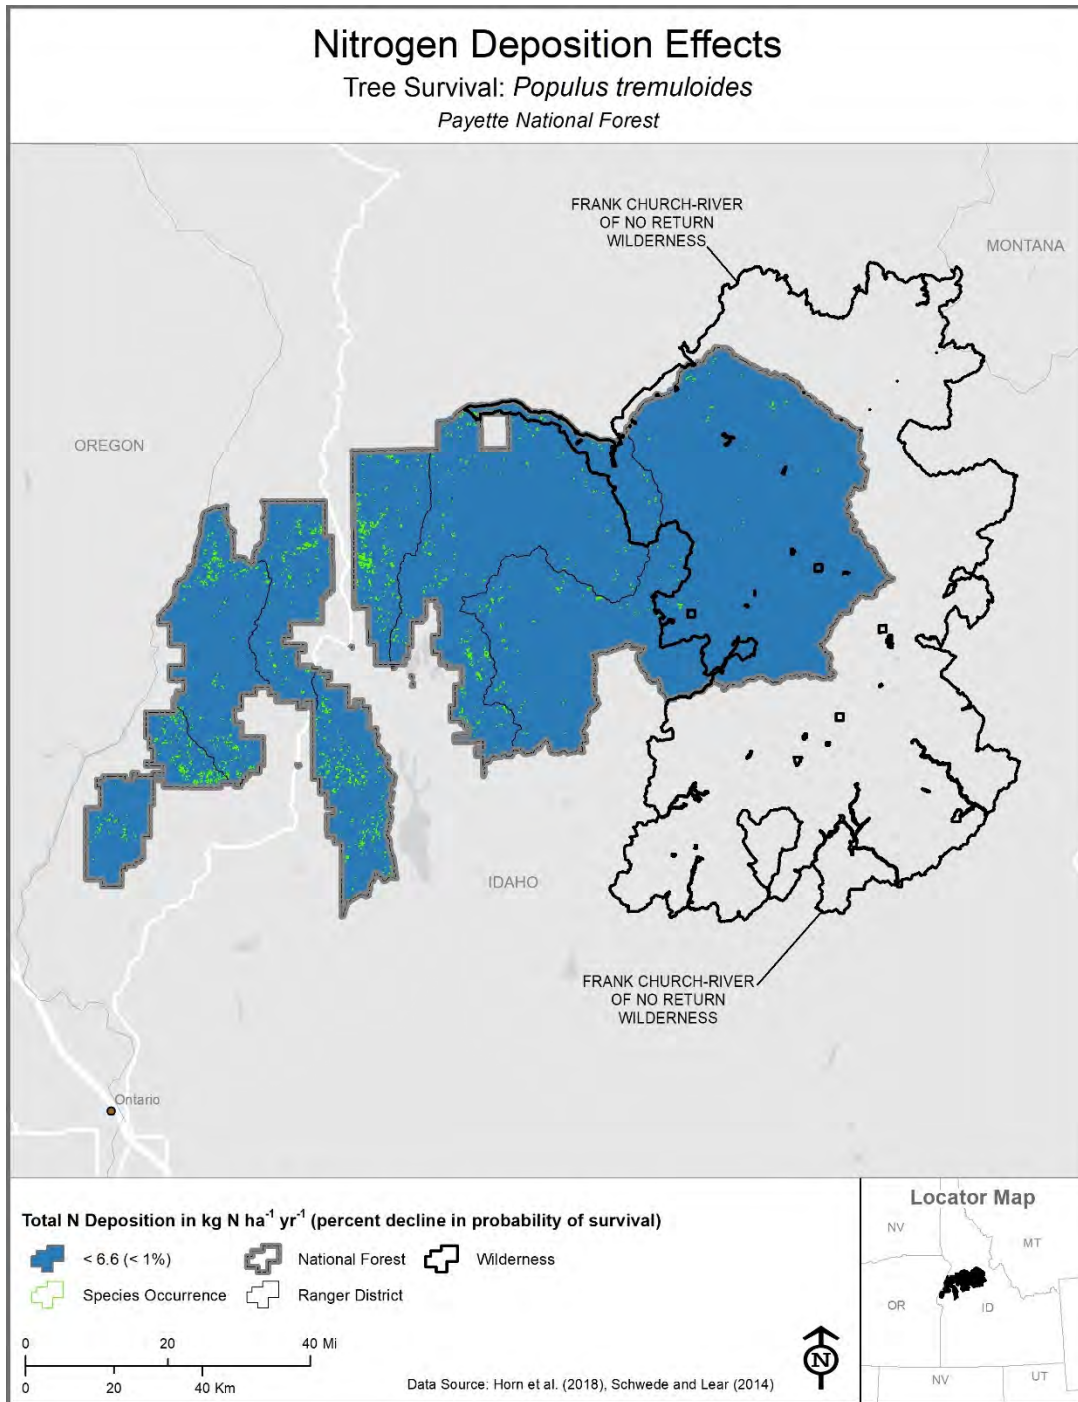 Nitrogen Deposition Effects
Tree Survival: Populus tremuloides
Payette National Forest
FRANK CHURCH-RIVER
OF NO RETURN
WILDERNESS
MONTANA
OREGON
IDAHO
FRANK CHURCH-RIVER
OF NO RETURN
WILDERNESS
Ontario
Total N Deposition in kg N ha⁻¹ yr⁻¹ (percent decline in probability of survival)
< 6.6 (< 1%)
National Forest
Wilderness
Species Occurrence
Ranger District
0 20 40 Mi
0 20 40 Km
N
Data Source: Horn et al. (2018), Schwede and Lear (2014)
Locator Map
NV
MT
OR
ID
NV
UT